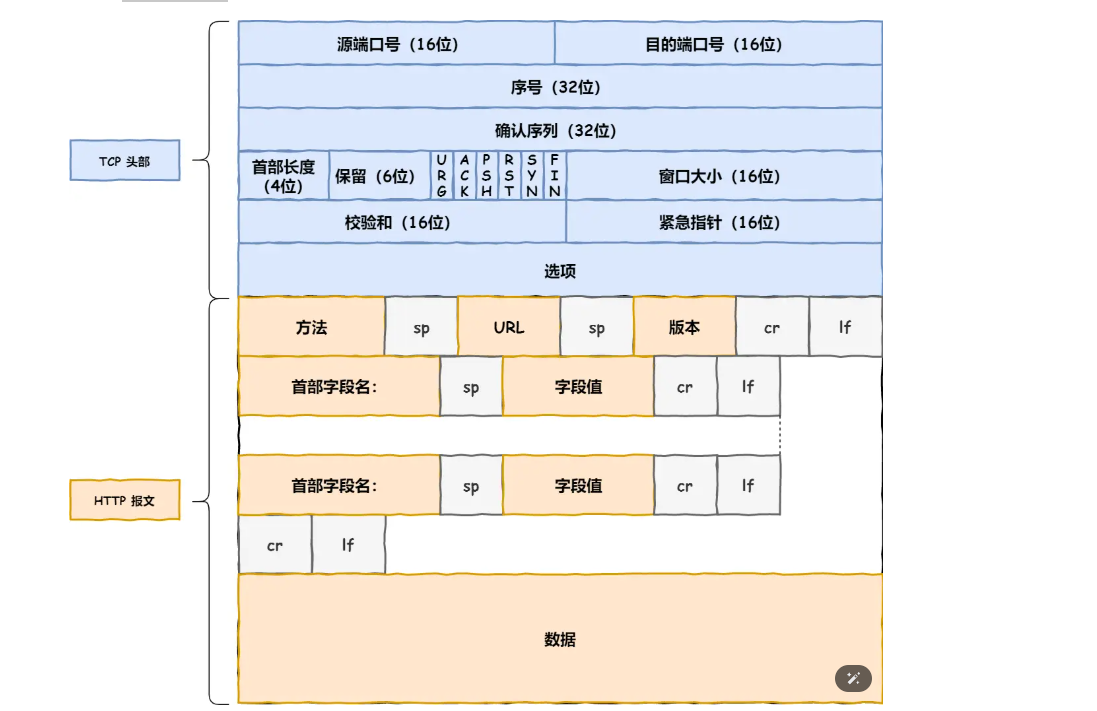 源端口号（16位）
目的端口号（16位）
序号（32位）
确认序列（32位）
TCP 头部
首部长度
（4位）
保留（6位）
URG
ACK
PSH
RST
SYN
FIN
窗口大小（16位）
校验和（16位）
紧急指针（16位）
选项
方法
sp
URL
sp
版本
cr
lf
首部字段名：
sp
字段值
cr
lf
首部字段名：
sp
字段值
cr
lf
HTTP 报文
cr
lf
数据